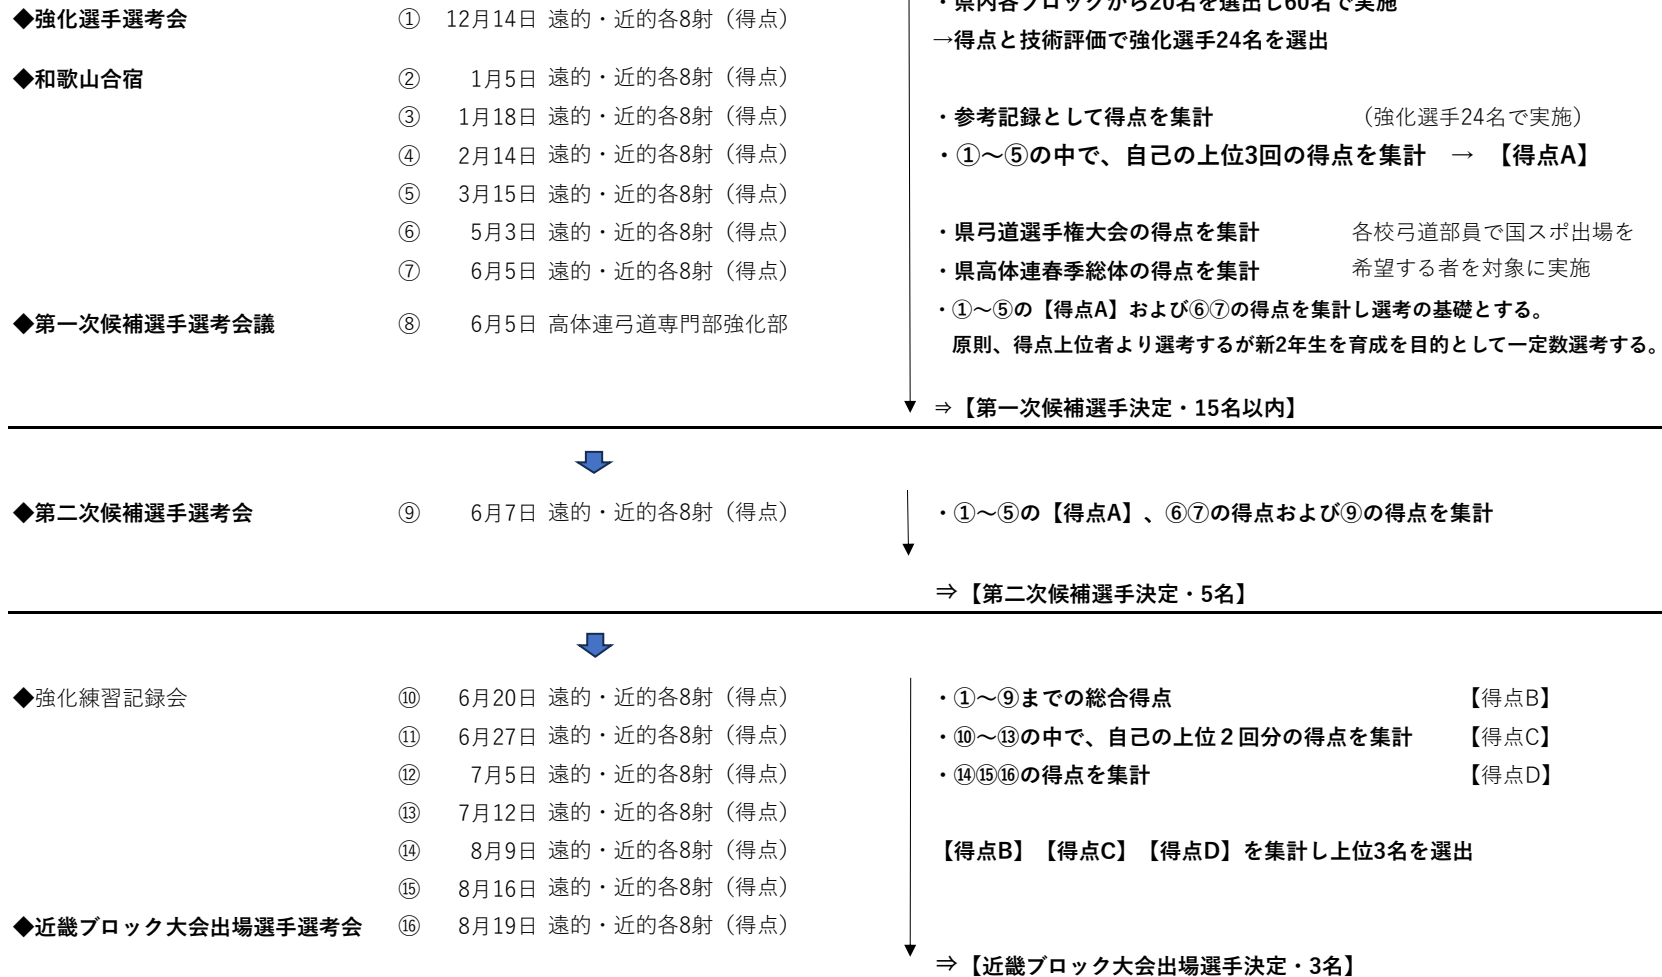 ・県内各ブロックから20名を選出し60名で実施
◆強化選手選考会 ① 12月14日 遠的・近的各8射（得点）
→得点と技術評価で強化選手24名を選出
◆和歌山合宿 ② 1月5日 遠的・近的各8射（得点）
③ 1月18日 遠的・近的各8射（得点） ・参考記録として得点を集計 （強化選手24名で実施）
④ 2月14日 遠的・近的各8射（得点） ・①～⑤の中で、自己の上位3回の得点を集計 → 【得点A】
⑤ 3月15日 遠的・近的各8射（得点）
⑥ 5月3日 遠的・近的各8射（得点） ・県弓道選手権大会の得点を集計 各校弓道部員で国スポ出場を
⑦ 6月5日 遠的・近的各8射（得点） ・県高体連春季総体の得点を集計 希望する者を対象に実施
・①～⑤の【得点A】および⑥⑦の得点を集計し選考の基礎とする。
◆第一次候補選手選考会議 ⑧ 6月5日 高体連弓道専門部強化部
原則、得点上位者より選考するが新2年生を育成を目的として一定数選考する。
⇒【第一次候補選手決定・15名以内】
◆第二次候補選手選考会 ⑨ 6月7日 遠的・近的各8射（得点） ・①～⑤の【得点A】、⑥⑦の得点および⑨の得点を集計
⇒【第二次候補選手決定・5名】
◆強化練習記録会 ⑩ 6月20日 遠的・近的各8射（得点） ・①～⑨までの総合得点 【得点B】
⑪ 6月27日 遠的・近的各8射（得点） ・⑩～⑬の中で、自己の上位２回分の得点を集計 【得点C】
⑫ 7月5日 遠的・近的各8射（得点） ・⑭⑮⑯の得点を集計 【得点D】
⑬ 7月12日 遠的・近的各8射（得点）
⑭ 8月9日 遠的・近的各8射（得点） 【得点B】【得点C】【得点D】を集計し上位3名を選出
⑮ 8月16日 遠的・近的各8射（得点）
◆近畿ブロック大会出場選手選考会 ⑯ 8月19日 遠的・近的各8射（得点）
⇒【近畿ブロック大会出場選手決定・3名】